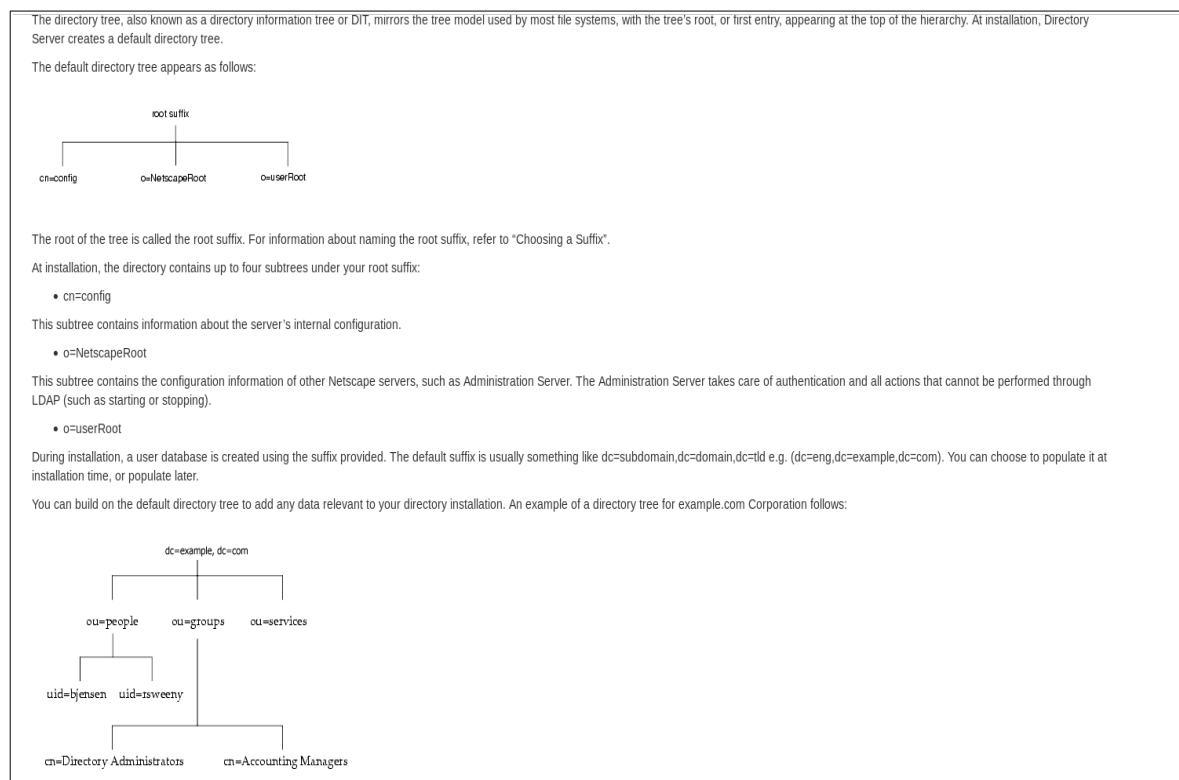 The directory tree, also known as a directory information tree or DIT, mirrors the tree model used by most file systems, with the tree’s root, or first entry, appearing at the top of the hierarchy. At installation, Directory
Server creates a default directory tree.
The default directory tree appears as follows:
root suffix
cn=config
o=NetscapeRoot
o=userRoot
The root of the tree is called the root suffix. For information about naming the root suffix, refer to “Choosing a Suffix”.
At installation, the directory contains up to four subtrees under your root suffix:
• cn=config
This subtree contains information about the server’s internal configuration.
• o=NetscapeRoot
This subtree contains the configuration information of other Netscape servers, such as Administration Server. The Administration Server takes care of authentication and all actions that cannot be performed through
LDAP (such as starting or stopping).
• o=userRoot
During installation, a user database is created using the suffix provided. The default suffix is usually something like dc=subdomain,dc=domain,dc=tld e.g. (dc=eng,dc=example,dc=com). You can choose to populate it at
installation time, or populate later.
You can build on the default directory tree to add any data relevant to your directory installation. An example of a directory tree for example.com Corporation follows:
dc=example, dc=com
ou=people
ou=groups
ou=services
uid=bjensen
uid=rsweeny
cn=Directory Administrators
cn=Accounting Managers